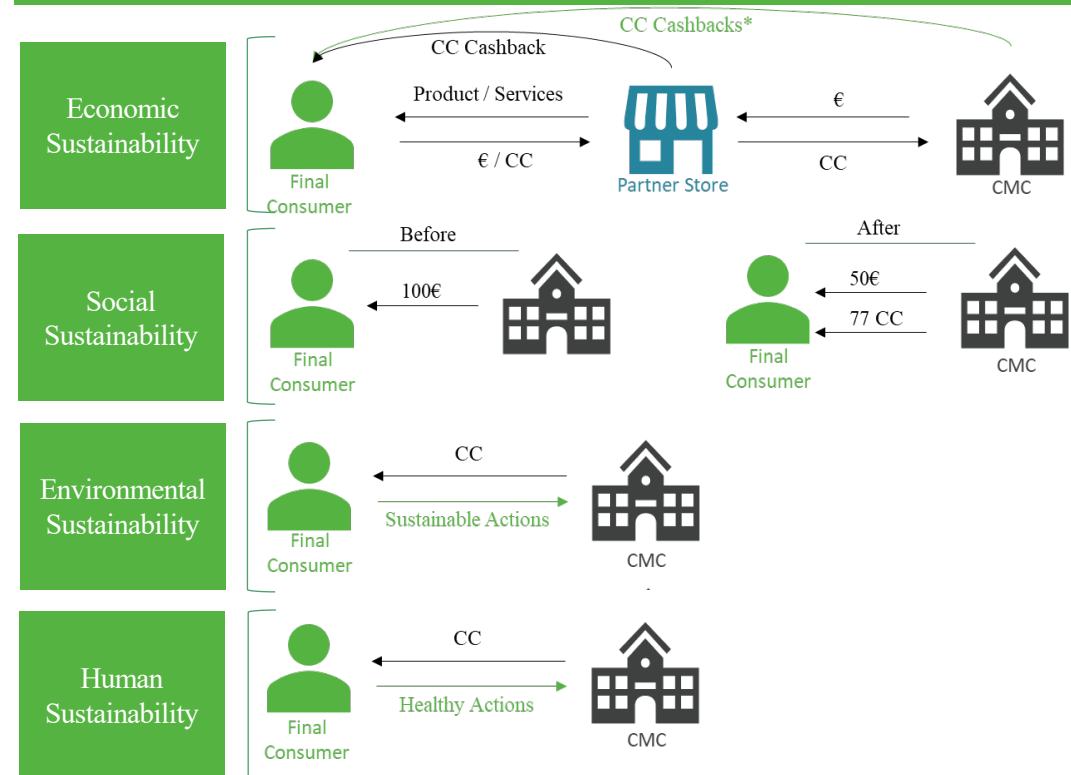 CC Cashbacks*
CC Cashback
Economic
Sustainability
Product / Services
€ / CC
€
CC
Final
Consumer
Partner Store
CMC
Social
Sustainability
Before
100€
Final
Consumer
After
50€
77 CC
Final
Consumer
CMC
Environmental
Sustainability
CC
Sustainable Actions
Final
Consumer
CMC
Human
Sustainability
CC
Healthy Actions
Final
Consumer
CMC